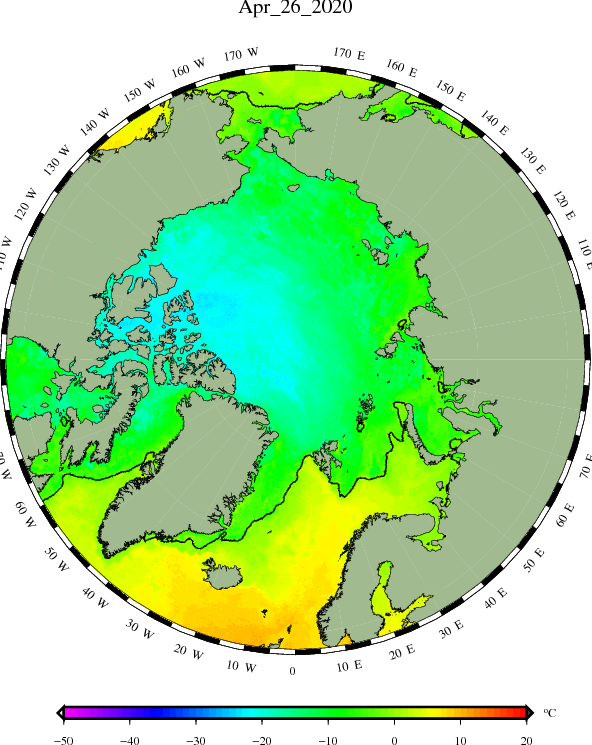 Apr_26_2020
170 W
170 E
160 W
160 E
150 W
150 E
140 W
140 E
130 W
130 E
120 W
120 E
110 E
70 E
60 W
60 E
50 W
50 E
40 W
40 E
30 W
30 E
20 W
20 E
10 W
10 E
0
°C
−50 −40 −30 −20 −10 0 10 20